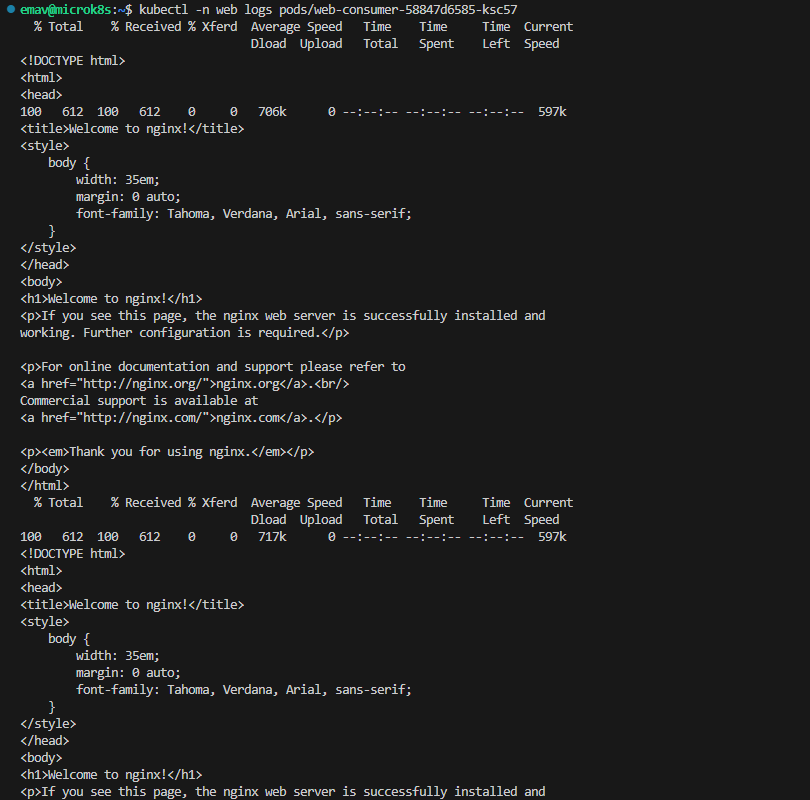 emav@microk8s:~$ kubectl -n web logs pods/web-consumer-58847d6585-ksc57
  % Total    % Received % Xferd  Average Speed   Time    Time     Time  Current
                                 Dload  Upload   Total   Spent    Left  Speed
<!DOCTYPE html>
<html>
<head>
100   612  100   612    0     0   706k      0 --:--:-- --:--:-- --:--:--  597k
<title>Welcome to nginx!</title>
<style>
    body {
        width: 35em;
        margin: 0 auto;
        font-family: Tahoma, Verdana, Arial, sans-serif;
    }
</style>
</head>
<body>
<h1>Welcome to nginx!</h1>
<p>If you see this page, the nginx web server is successfully installed and
working. Further configuration is required.</p>

<p>For online documentation and support please refer to
<a href="http://nginx.org/">nginx.org</a>.<br/>
Commercial support is available at
<a href="http://nginx.com/">nginx.com</a>.</p>

<p><em>Thank you for using nginx.</em></p>
</body>
</html>
  % Total    % Received % Xferd  Average Speed   Time    Time     Time  Current
                                 Dload  Upload   Total   Spent    Left  Speed
100   612  100   612    0     0   717k      0 --:--:-- --:--:-- --:--:--  597k
<!DOCTYPE html>
<html>
<head>
<title>Welcome to nginx!</title>
<style>
    body {
        width: 35em;
        margin: 0 auto;
        font-family: Tahoma, Verdana, Arial, sans-serif;
    }
</style>
</head>
<body>
<h1>Welcome to nginx!</h1>
<p>If you see this page, the nginx web server is successfully installed and